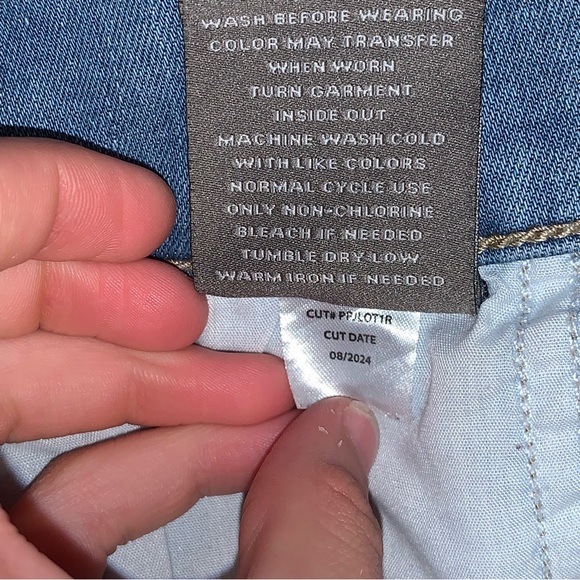 WASH BEFORE WEARING
COLOR MAY TRANSFER
WHEN WORN
TURN GARMENT
INSIDE OUT
MACHINE WASH COLD
WITH LIKE COLORS
NORMAL CYCLE USE
ONLY NON-CHLORINE
BLEACH IF NEEDED
TUMBLE DRY LOW
WARM IRON IF NEEDED
CUT# PP/LOT1R
CUT DATE
08/2024